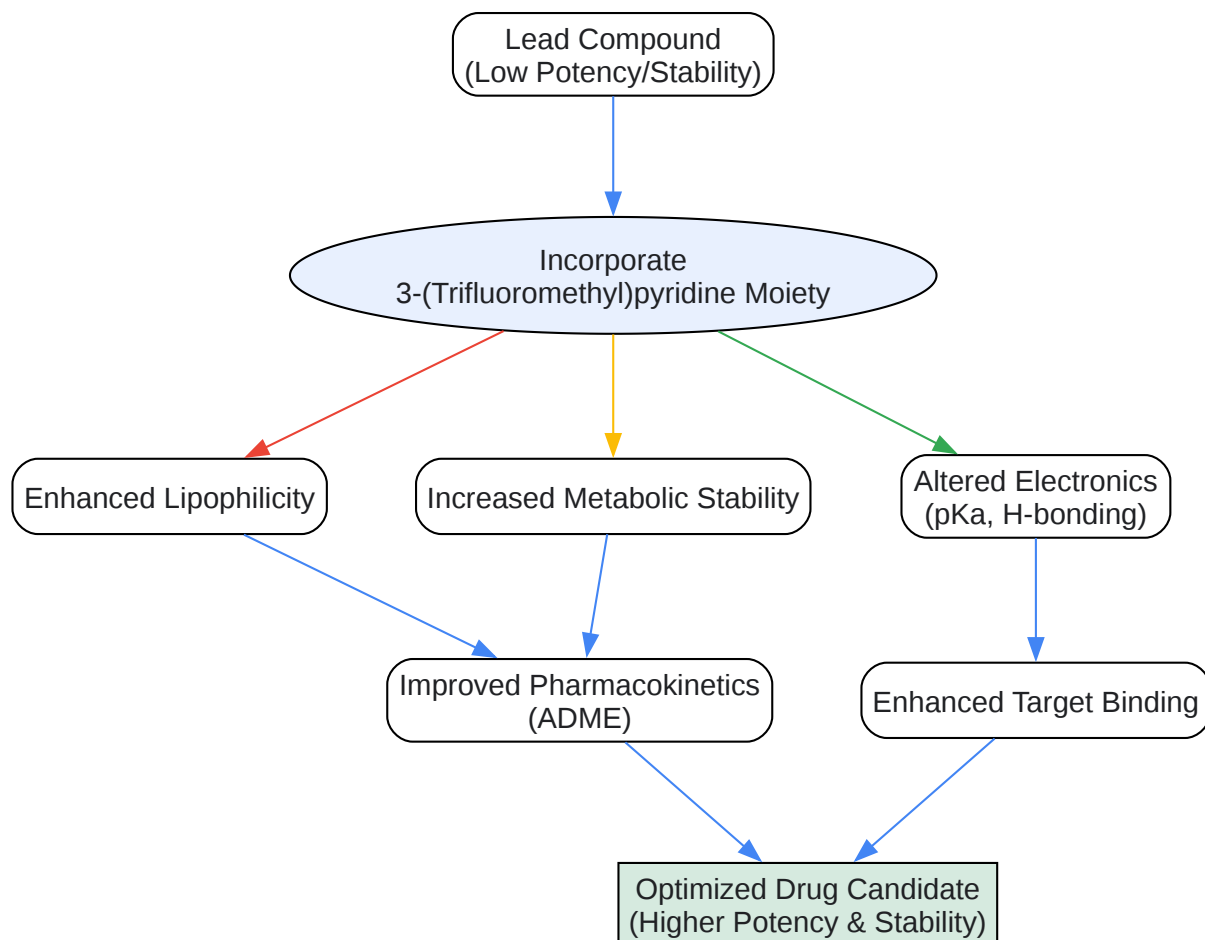 Lead Compound
(Low Potency/Stability)
Incorporate
3-(Trifluoromethyl)pyridine Moiety
Enhanced Lipophilicity
Increased Metabolic Stability
Altered Electronics
(pKa, H-bonding)
Improved Pharmacokinetics
(ADME)
Enhanced Target Binding
Optimized Drug Candidate
(Higher Potency & Stability)